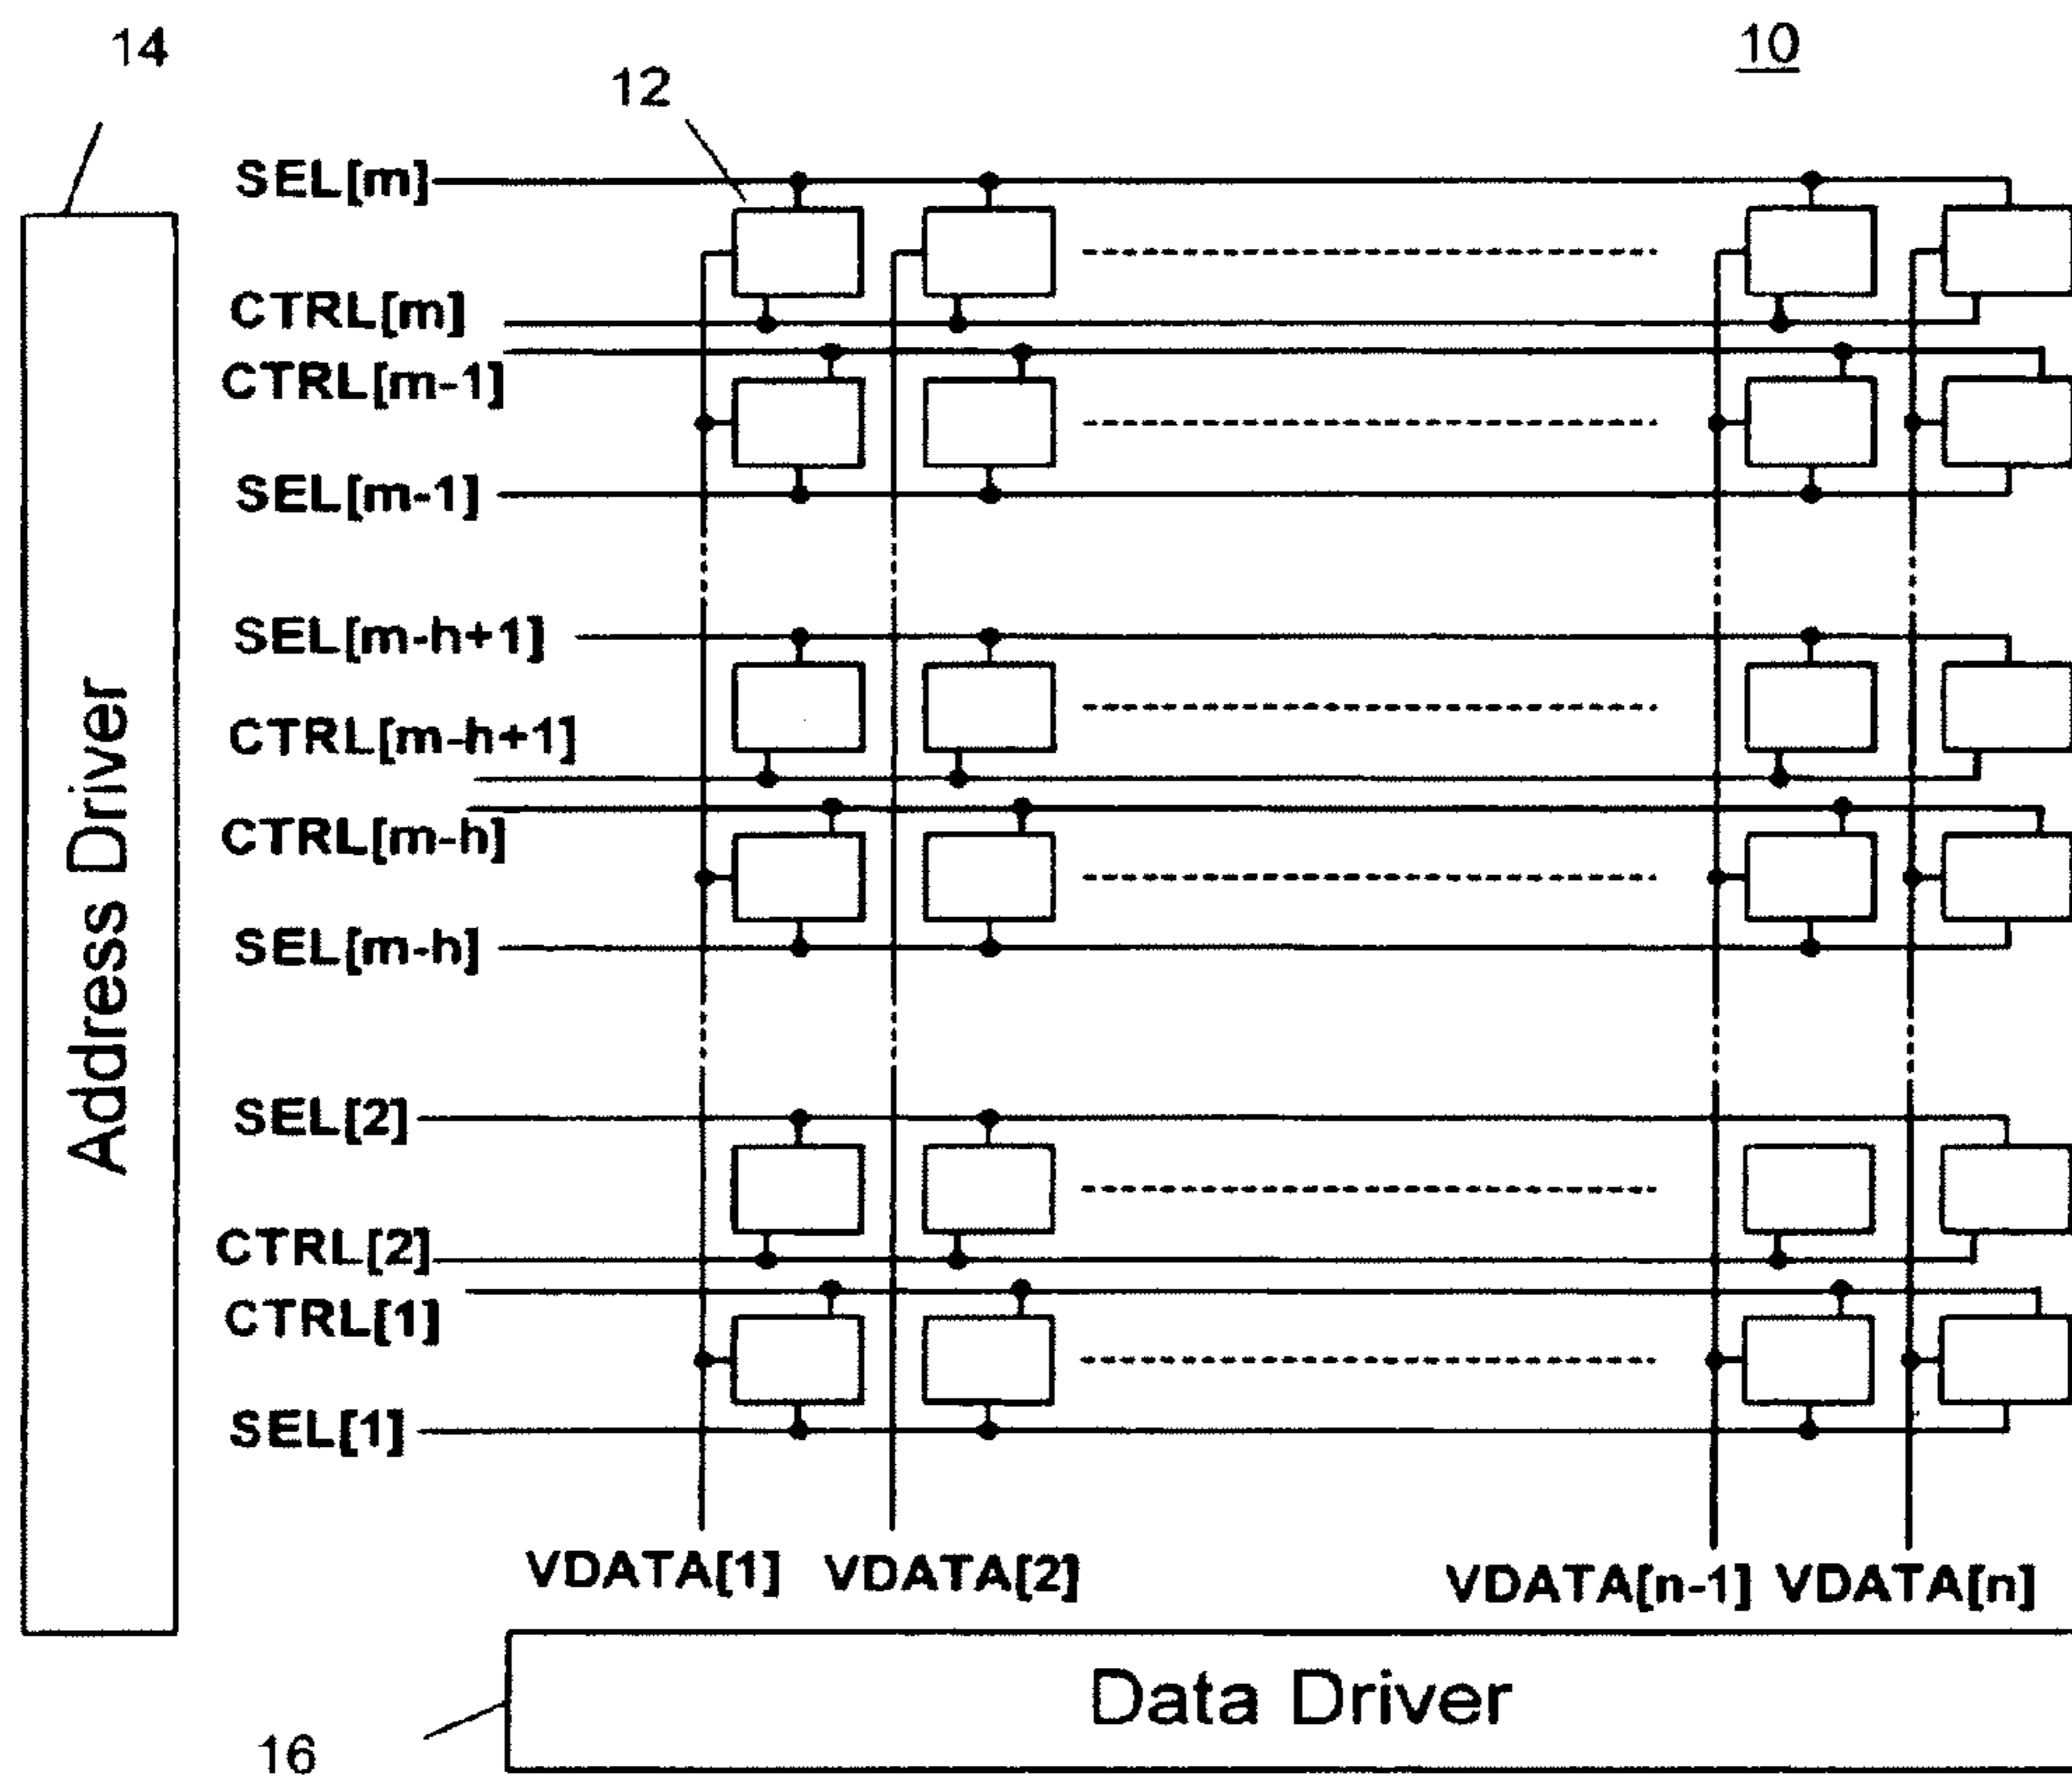 14
10
12
SEL[m]
CTRL[m]
CTRL[m-1]
SEL[m-1]
SEL[m-h+1]
CTRL[m-h+1]
CTRL[m-h]
SEL[m-h]
SEL[2]
CTRL[2]
CTRL[1]
SEL[1]
Address Driver
VDATA[1] VDATA[2] VDATA[n-1] VDATA[n]
Data Driver
16